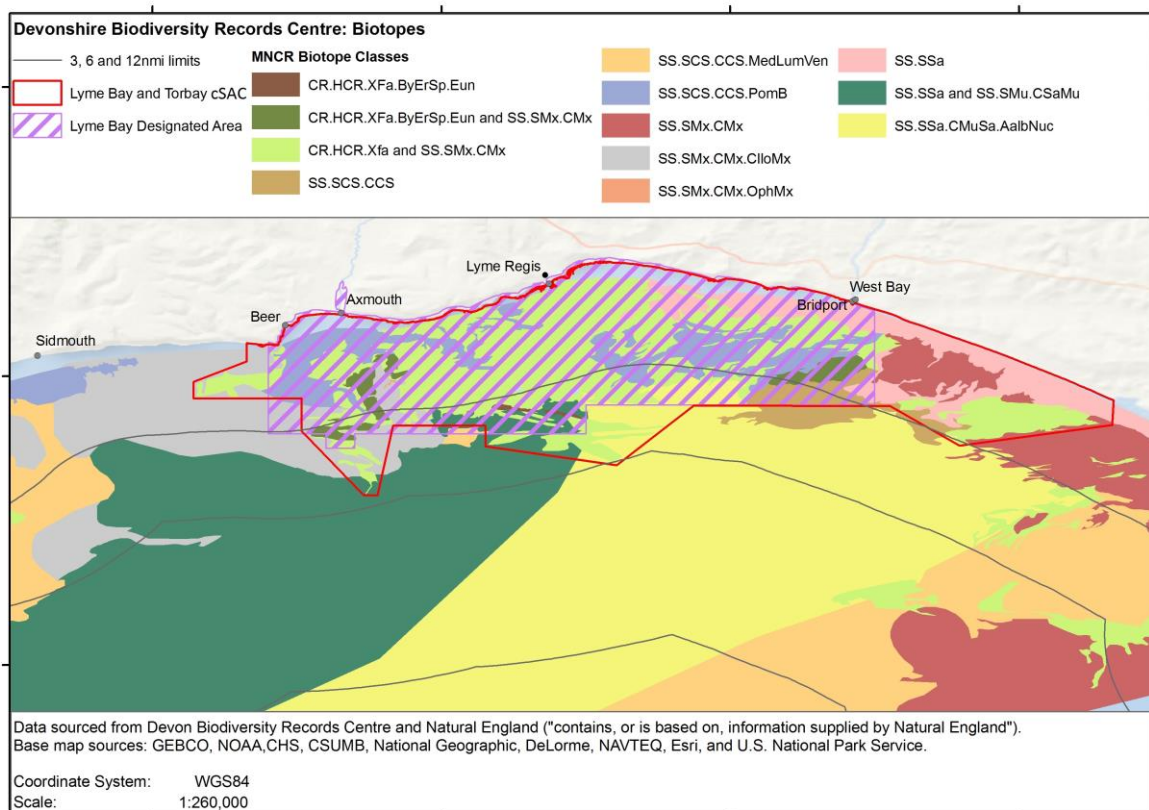 Devonshire Biodiversity Records Centre: Biotopes
3, 6 and 12nmi limits
Lyme Bay and Torbay cSAC
Lyme Bay Designated Area
MNCR Biotope Classes
CR.HCR.XFa.ByErSp.Eun
CR.HCR.XFa.ByErSp.Eun and SS.SMx.CMx
CR.HCR.Xfa and SS.SMx.CMx
SS.SCS.CCS
SS.SCS.CCS.MedLumVen
SS.SCS.CCS.PomB
SS.SMx.CMx
SS.SMx.CMx.ClloMx
SS.SMx.CMx.OphMx
SS.SSa
SS.SSa and SS.SMu.CSaMu
SS.SSa.CMuSa.AalbNuc
Lyme Regis
West Bay
Bridport
Axmouth
Beer
Sidmouth
Data sourced from Devon Biodiversity Records Centre and Natural England ("contains, or is based on, information supplied by Natural England").
Base map sources: GEBCO, NOAA,CHS, CSUMB, National Geographic, DeLorme, NAVTEQ, Esri, and U.S. National Park Service.
Coordinate System: WGS84
Scale: 1:260,000